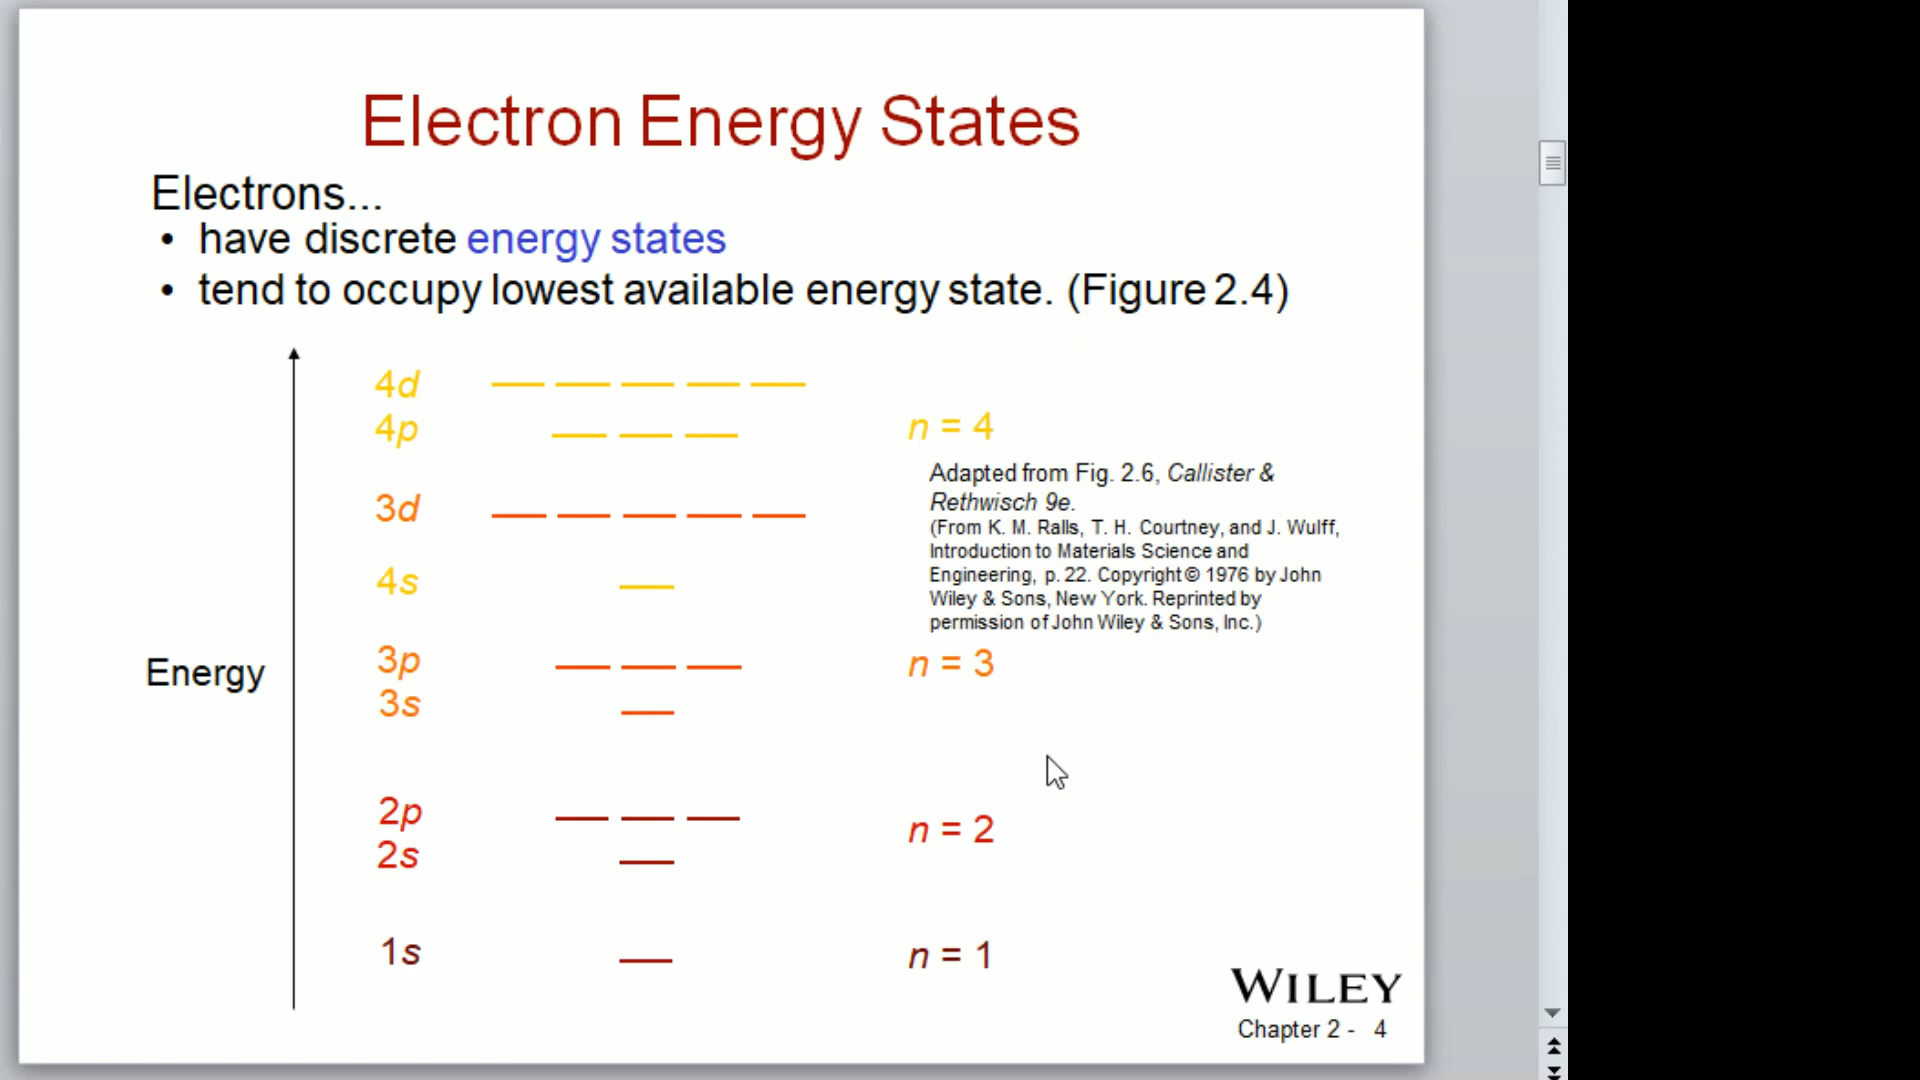 Electron Energy States
Electrons...
• have discrete energy states
• tend to occupy lowest available energy state. (Figure 2.4)
4d
4p
n = 4
Adapted from Fig. 2.6, Callister &
Rethwisch 9e.
(From K. M. Ralls, T. H. Courtney, and J. Wulff,
Introduction to Materials Science and
Engineering, p. 22. Copyright © 1976 by John
Wiley & Sons, New York. Reprinted by
permission of John Wiley & Sons, Inc.)
3d
4s
Energy
3p
n = 3
3s
2p
n = 2
2s
1s
n = 1
WILEY
Chapter 2 - 4